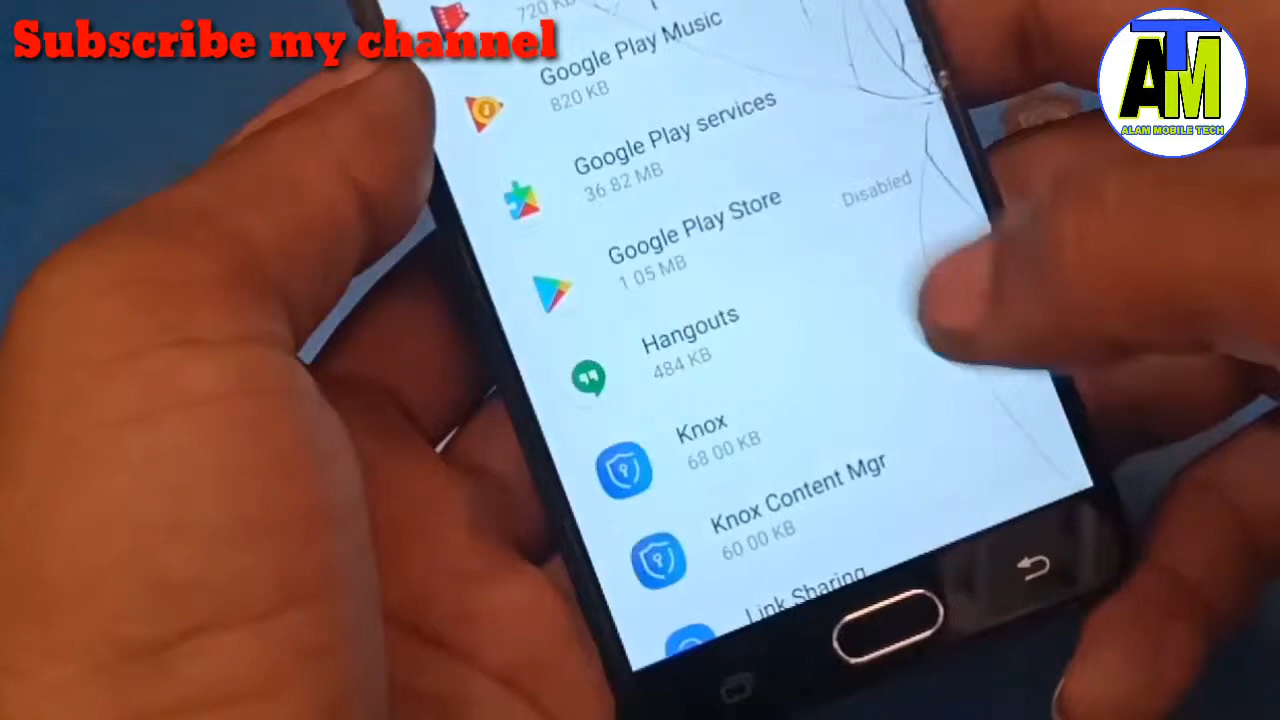 Subscribe my channel
ATM
ALAM MOBILE TECH
720 KB
Google Play Music
820 KB
Google Play services
36.82 MB
Google Play Store
1.05 MB
Disabled
Hangouts
484 KB
Knox
68.00 KB
Knox Content Mgr
60.00 KB
Link Sharing